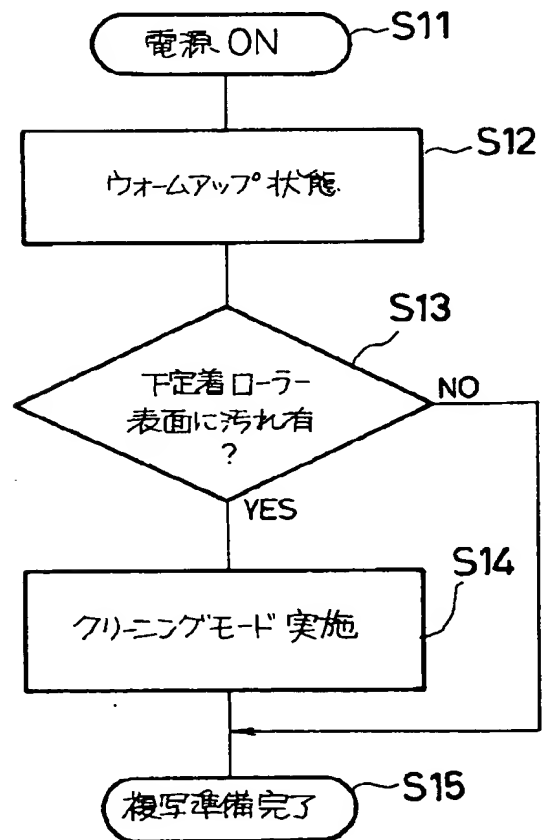 電源 ON
S11
ウォームアップ 状態
S12
S13
下定着ローラー
表面に汚れ有
?
NO
YES
S14
クリーニングモード 実施
複写準備完了
S15